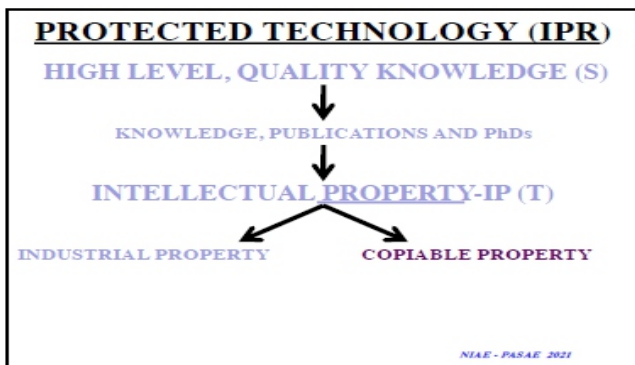 PROTECTED TECHNOLOGY (IPR)
HIGH LEVEL, QUALITY KNOWLEDGE (S)
KNOWLEDGE, PUBLICATIONS AND PhDs
INTELLECTUAL PROPERTY-IP (T)
INDUSTRIAL PROPERTY COPIABLE PROPERTY
NIAE - PASAE 2021